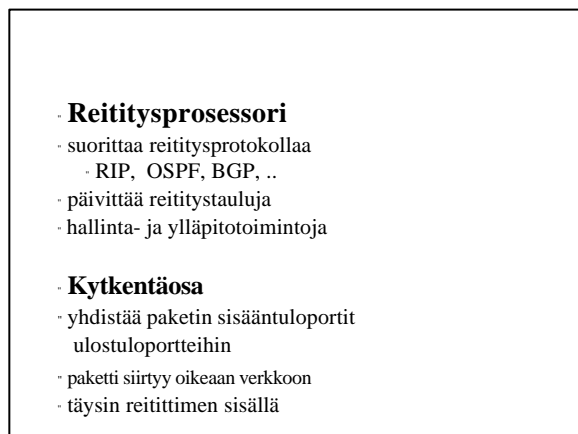 Reititysprosessori
suorittaa reititysprotokollaa
RIP, OSPF, BGP, ..
päivittää reititystauluja
hallinta- ja ylläpitotoimintoja
Kytkentäosa
yhdistää paketin sisääntuloportit
ulostuloportteihin
paketti siirtyy oikeaan verkkoon
täysin reitittimen sisällä